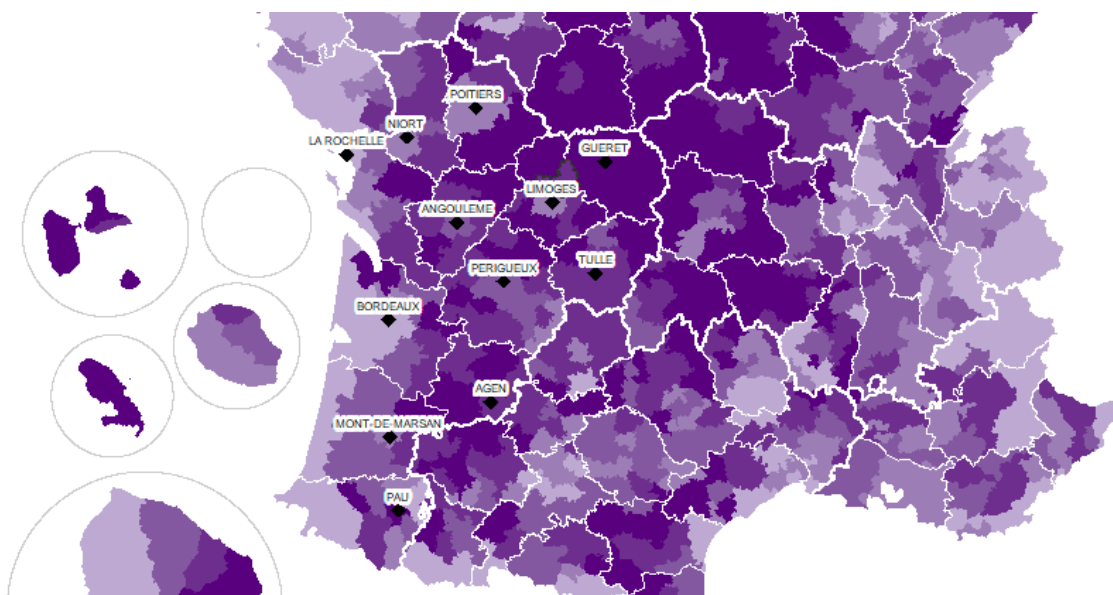 POITIERS
NIORT
LA ROCHELLE
GUERET
LIMOGES
ANGOULEME
PERIGUEUX
TULLE
BORDEAUX
AGEN
MONT-DE-MARSAN
PAU